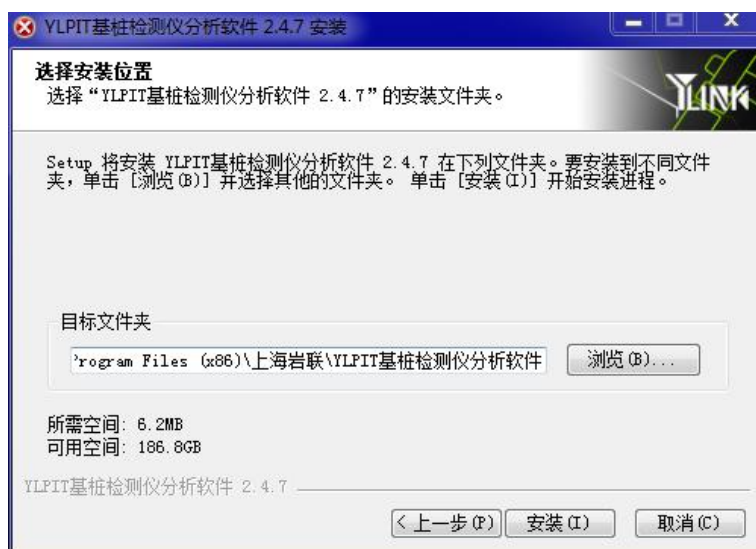 YLPIT基桩检测仪分析软件 2.4.7 安装
选择安装位置
选择“YLPIT基桩检测仪分析软件 2.4.7”的安装文件夹。
YLINK
Setup 将安装 YLPIT基桩检测仪分析软件 2.4.7 在下列文件夹。要安装到不同文件
夹，单击 [浏览(B)] 并选择其他的文件夹。 单击 [安装(I)] 开始安装进程。
目标文件夹
Program Files (x86)\上海岩联\YLPIT基桩检测仪分析软件
浏览(B)...
所需空间: 6.2MB
可用空间: 186.8GB
YLPIT基桩检测仪分析软件 2.4.7
< 上一步(P)
安装(I)
取消(C)